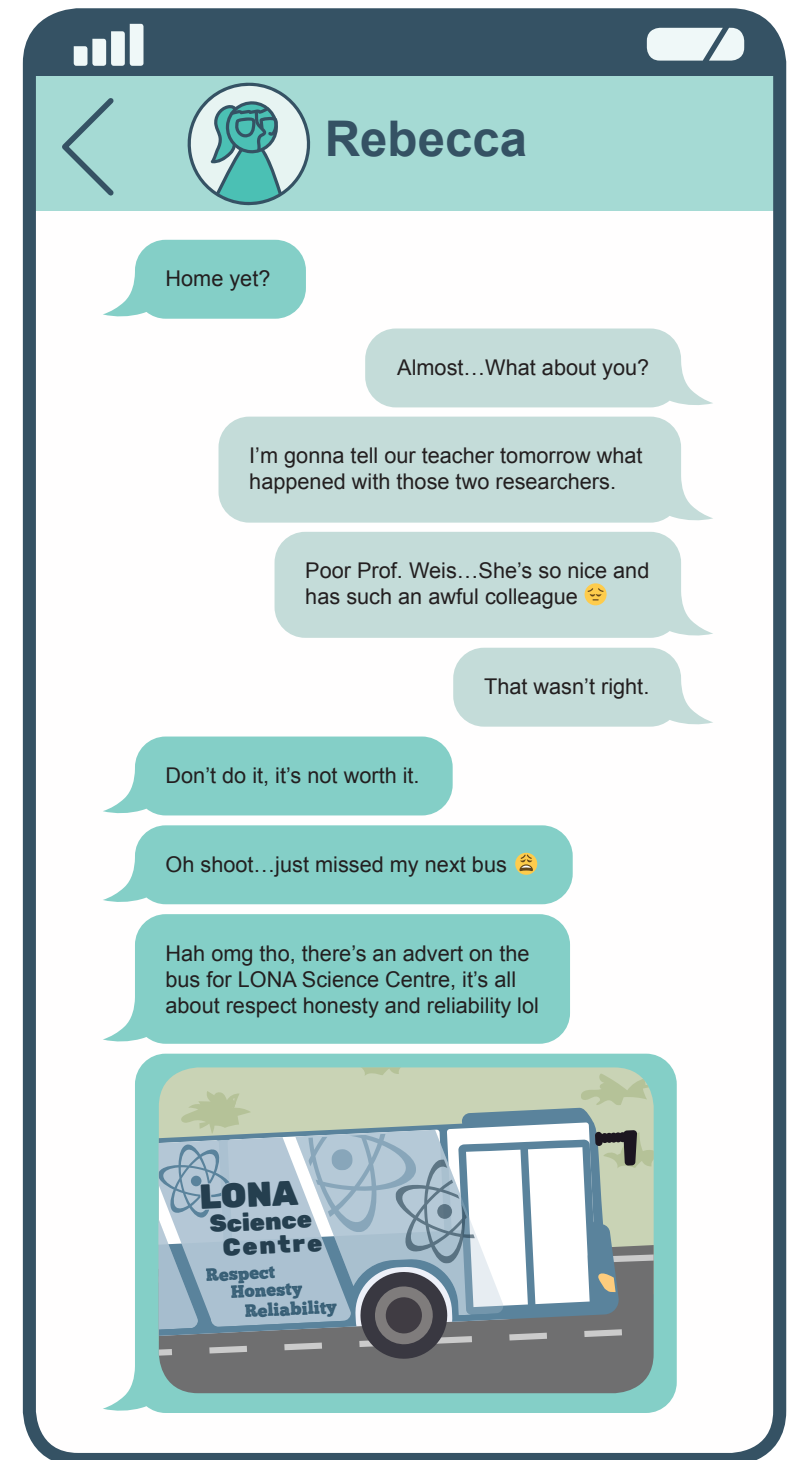 Rebecca
Home yet?
Almost…What about you?
I’m gonna tell our teacher tomorrow what
happened with those two researchers.
Poor Prof. Weis…She’s so nice and
has such an awful colleague 😔
That wasn’t right.
Don’t do it, it’s not worth it.
Oh shoot…just missed my next bus 😩
Hah omg tho, there’s an advert on the
bus for LONA Science Centre, it’s all
about respect honesty and reliability lol
LONA
Science
Centre
Respect
Honesty
Reliability